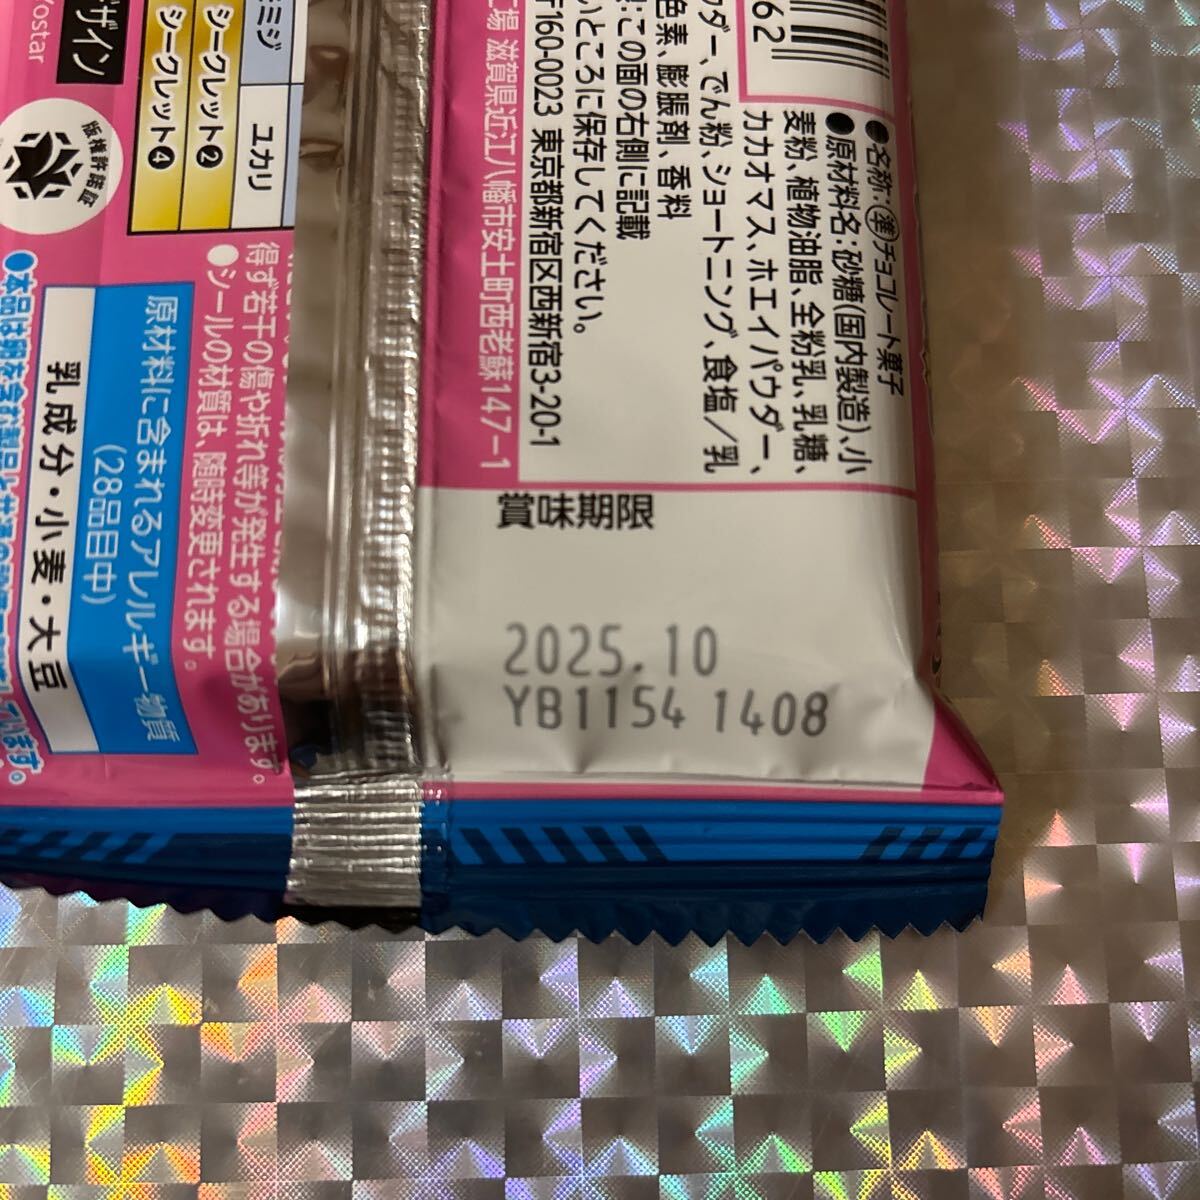 62
●名称:準チョコレート菓子
●原材料名:砂糖(国内製造)、小
麦粉、植物油脂、全粉乳、乳糖、
カカオマス、ホエイパウダー、
ウダー、でん粉、ショートニング、食塩／乳
色素、膨脹剤、香料
この面の右側に記載
いところに保存してください。
〒160-0023 東京都新宿区西新宿3-20-1
工場 滋賀県近江八幡市安土町西老蘇147-1
賞味期限
2025.10
YB1154 1408
ミミジ
ユカリ
シークレット❷
シークレット❹
ザイン
ostar
版権許諾証
得ず若干の傷や折れ等が発生する場合があります。
●シールの材質は、随時変更されます。
原材料に含まれるアレルギー物質
(28品目中)
乳成分・小麦・大豆